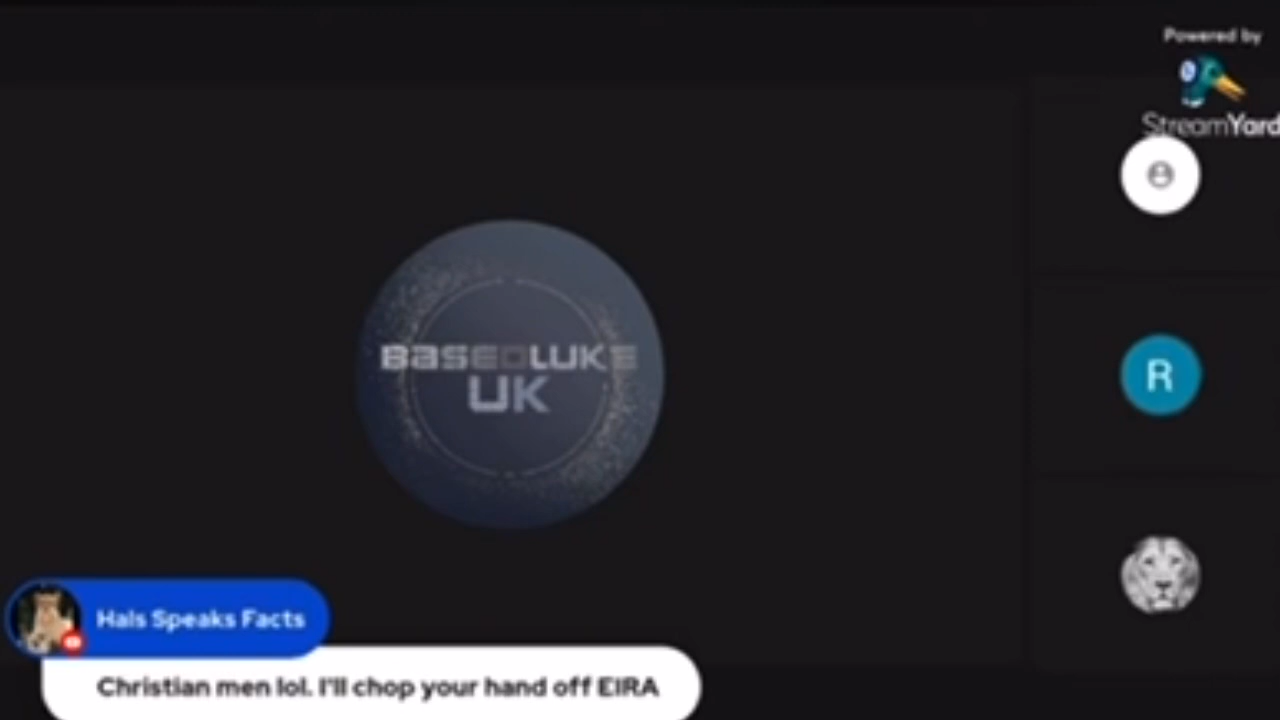 Powered by
StreamYard
BASEDLUKE
UK
R
Hals Speaks Facts
Christian men lol. I'll chop your hand off EIRA